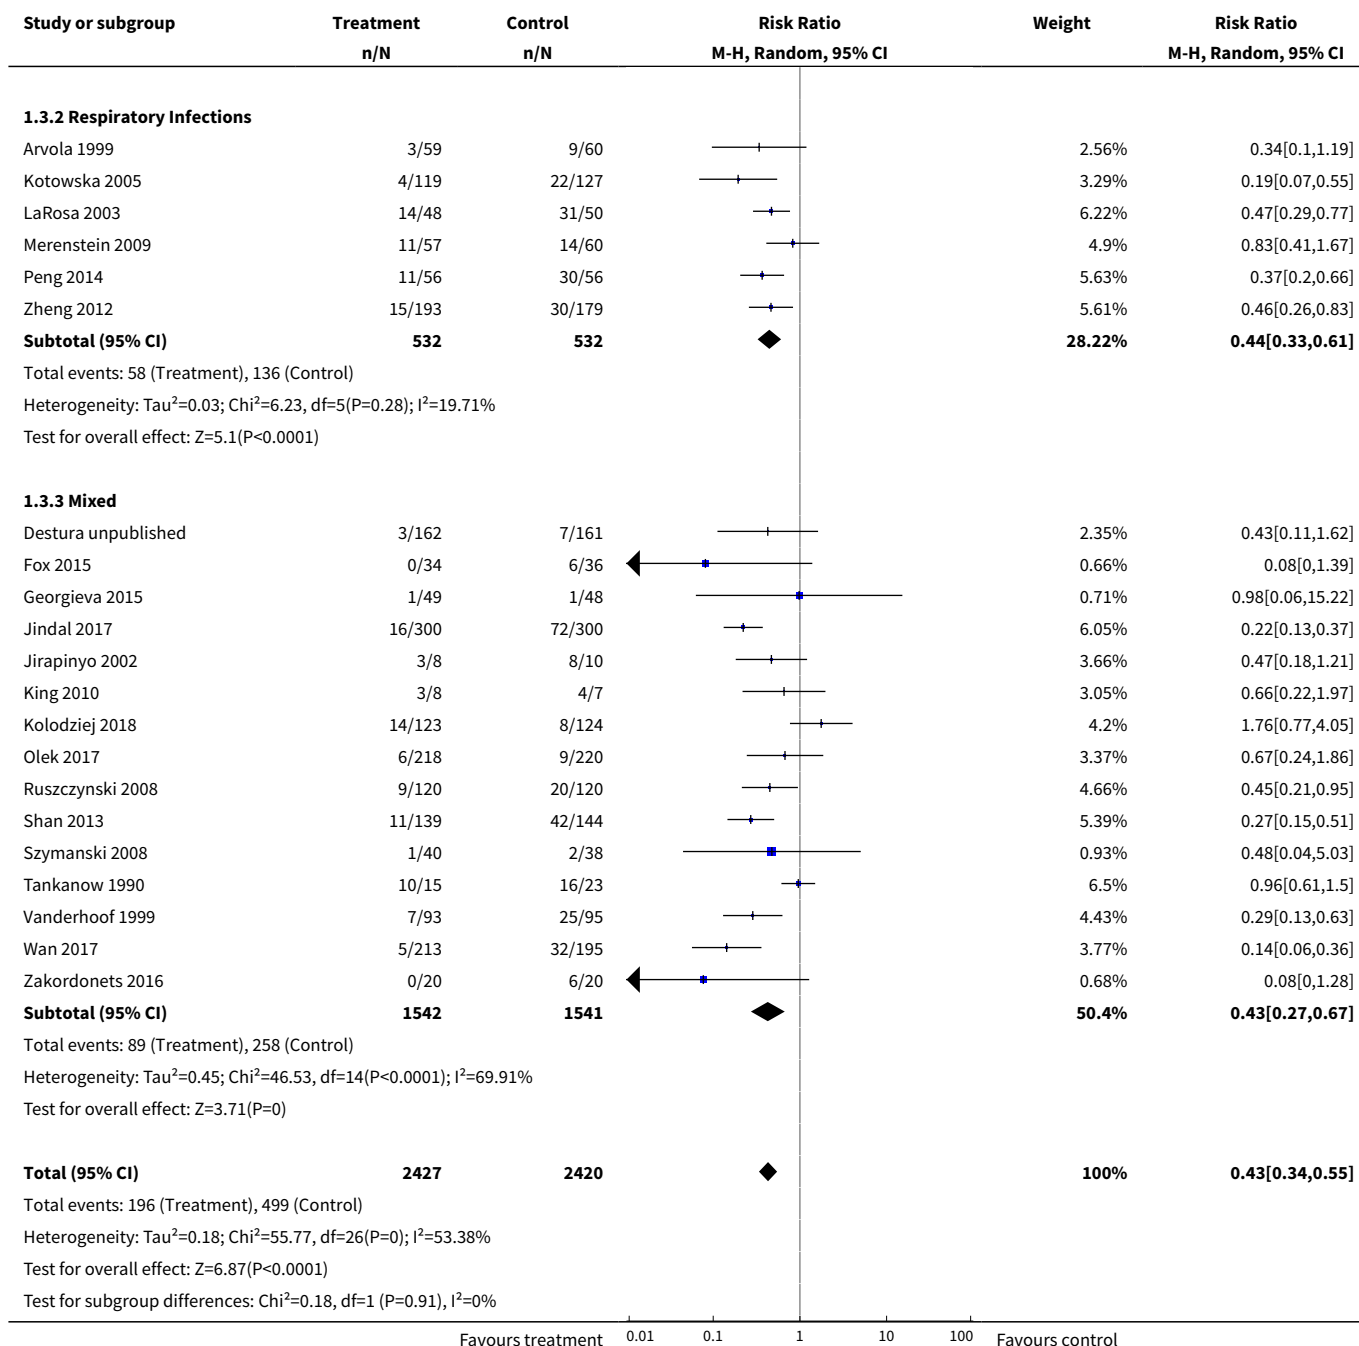 Study or subgroup Treatment Control Risk Ratio Weight Risk Ratio
n/N n/N M-H, Random, 95% CI M-H, Random, 95% CI
1.3.2 Respiratory Infections
Arvola 1999 3/59 9/60 2.56% 0.34[0.1,1.19]
Kotowska 2005 4/119 22/127 3.29% 0.19[0.07,0.55]
LaRosa 2003 14/48 31/50 6.22% 0.47[0.29,0.77]
Merenstein 2009 11/57 14/60 4.9% 0.83[0.41,1.67]
Peng 2014 11/56 30/56 5.63% 0.37[0.2,0.66]
Zheng 2012 15/193 30/179 5.61% 0.46[0.26,0.83]
Subtotal (95% CI) 532 532 28.22% 0.44[0.33,0.61]
Total events: 58 (Treatment), 136 (Control)
Heterogeneity: Tau²=0.03; Chi²=6.23, df=5(P=0.28); I²=19.71%
Test for overall effect: Z=5.1(P<0.0001)
1.3.3 Mixed
Destura unpublished 3/162 7/161 2.35% 0.43[0.11,1.62]
Fox 2015 0/34 6/36 0.66% 0.08[0,1.39]
Georgieva 2015 1/49 1/48 0.71% 0.98[0.06,15.22]
Jindal 2017 16/300 72/300 6.05% 0.22[0.13,0.37]
Jirapinyo 2002 3/8 8/10 3.66% 0.47[0.18,1.21]
King 2010 3/8 4/7 3.05% 0.66[0.22,1.97]
Kolodziej 2018 14/123 8/124 4.2% 1.76[0.77,4.05]
Olek 2017 6/218 9/220 3.37% 0.67[0.24,1.86]
Ruszczynski 2008 9/120 20/120 4.66% 0.45[0.21,0.95]
Shan 2013 11/139 42/144 5.39% 0.27[0.15,0.51]
Szymanski 2008 1/40 2/38 0.93% 0.48[0.04,5.03]
Tankanow 1990 10/15 16/23 6.5% 0.96[0.61,1.5]
Vanderhoof 1999 7/93 25/95 4.43% 0.29[0.13,0.63]
Wan 2017 5/213 32/195 3.77% 0.14[0.06,0.36]
Zakordonets 2016 0/20 6/20 0.68% 0.08[0,1.28]
Subtotal (95% CI) 1542 1541 50.4% 0.43[0.27,0.67]
Total events: 89 (Treatment), 258 (Control)
Heterogeneity: Tau²=0.45; Chi²=46.53, df=14(P<0.0001); I²=69.91%
Test for overall effect: Z=3.71(P=0)
Total (95% CI) 2427 2420 100% 0.43[0.34,0.55]
Total events: 196 (Treatment), 499 (Control)
Heterogeneity: Tau²=0.18; Chi²=55.77, df=26(P=0); I²=53.38%
Test for overall effect: Z=6.87(P<0.0001)
Test for subgroup differences: Chi²=0.18, df=1 (P=0.91), I²=0%
Favours treatment 0.01 0.1 1 10 100 Favours control